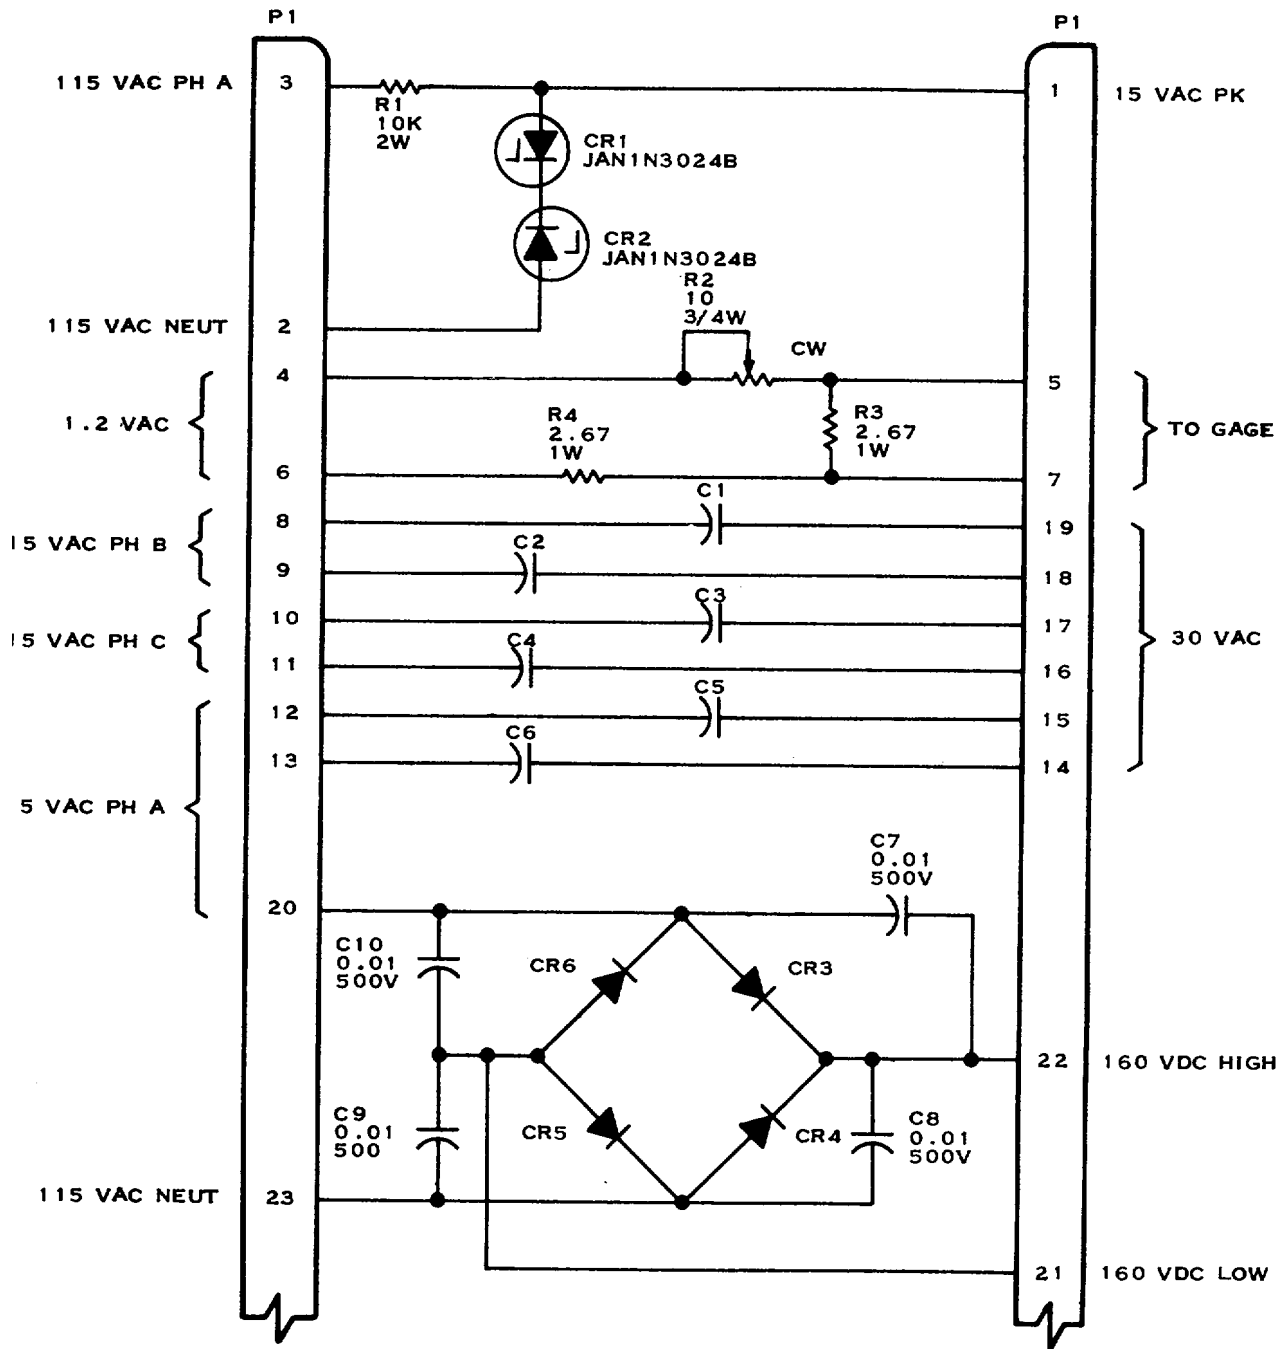 P1
P1
115 VAC PH A
3
R1
10K
2W
1
15 VAC PK
CR1
JAN1N3024B
CR2
JAN1N3024B
R2
10
3/4W
115 VAC NEUT
2
CW
4
5
1.2 VAC
R4
2.67
1W
R3
2.67
1W
TO GAGE
6
7
C1
8
19
15 VAC PH B
C2
9
18
C3
10
17
15 VAC PH C
C4
11
16
30 VAC
C5
12
15
C6
13
14
5 VAC PH A
C7
0.01
500V
20
C10
0.01
500V
CR6
CR3
22
160 VDC HIGH
C9
0.01
500
CR5
CR4
C8
0.01
500V
115 VAC NEUT
23
21
160 VDC LOW